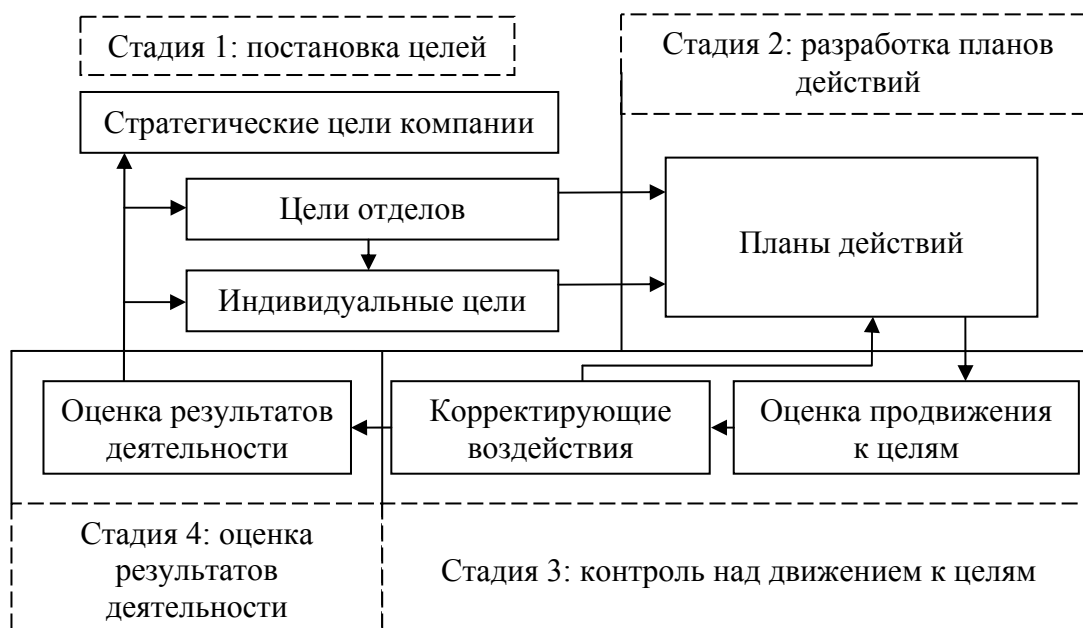 Стадия 1: постановка целей
Стадия 2: разработка планов
действий
Стратегические цели компании
Цели отделов
Планы действий
Индивидуальные цели
Оценка результатов
деятельности
Корректирующие
воздействия
Оценка продвижения
к целям
Стадия 4: оценка
результатов
деятельности
Стадия 3: контроль над движением к целям